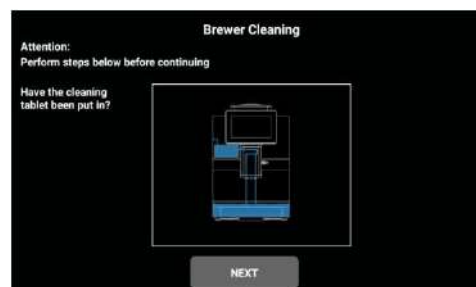 Brewer Cleaning
Attention:
Perform steps below before continuing
Have the cleaning
tablet been put in?
NEXT